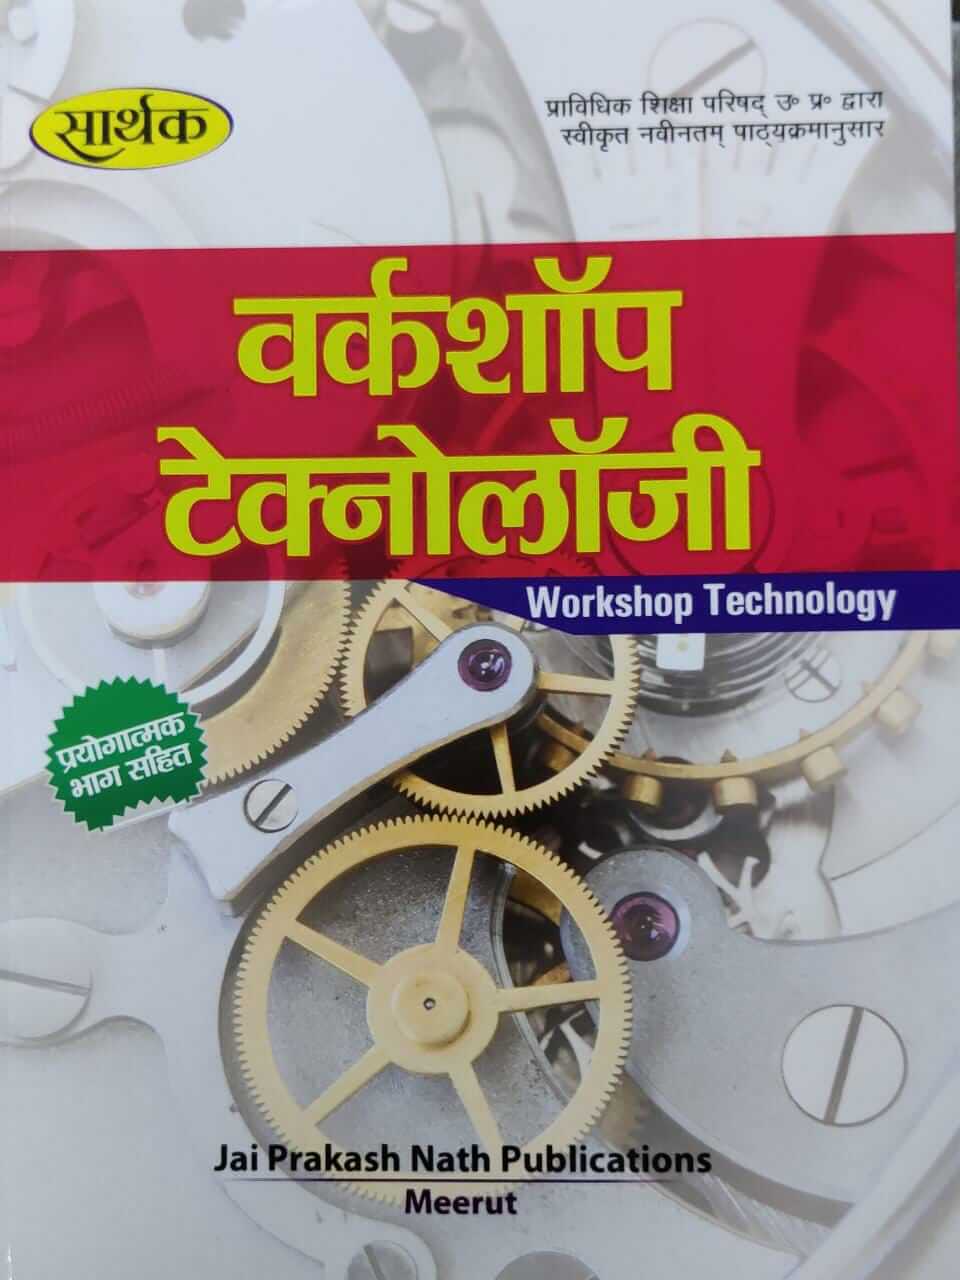 सार्थक
प्राविधिक शिक्षा परिषद् उ॰ प्र॰ द्वारा
स्वीकृत नवीनतम् पाठ्यक्रमानुसार
वर्कशॉप
टेक्नोलॉजी
Workshop Technology
प्रयोगात्मक
भाग सहित
Jai Prakash Nath Publications
Meerut